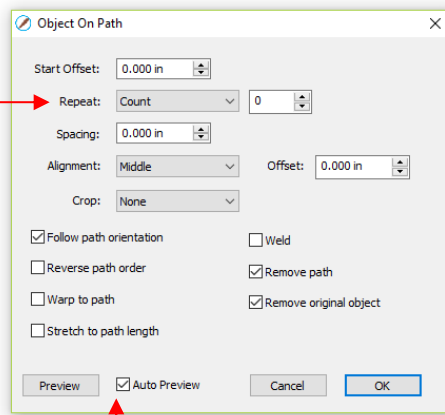 Object On Path
Start Offset: 0.000 in
Repeat: Count 0
Spacing: 0.000 in
Alignment: Middle Offset: 0.000 in
Crop: None
Follow path orientation Weld
Reverse path order Remove path
Warp to path Remove original object
Stretch to path length
Preview Auto Preview Cancel OK